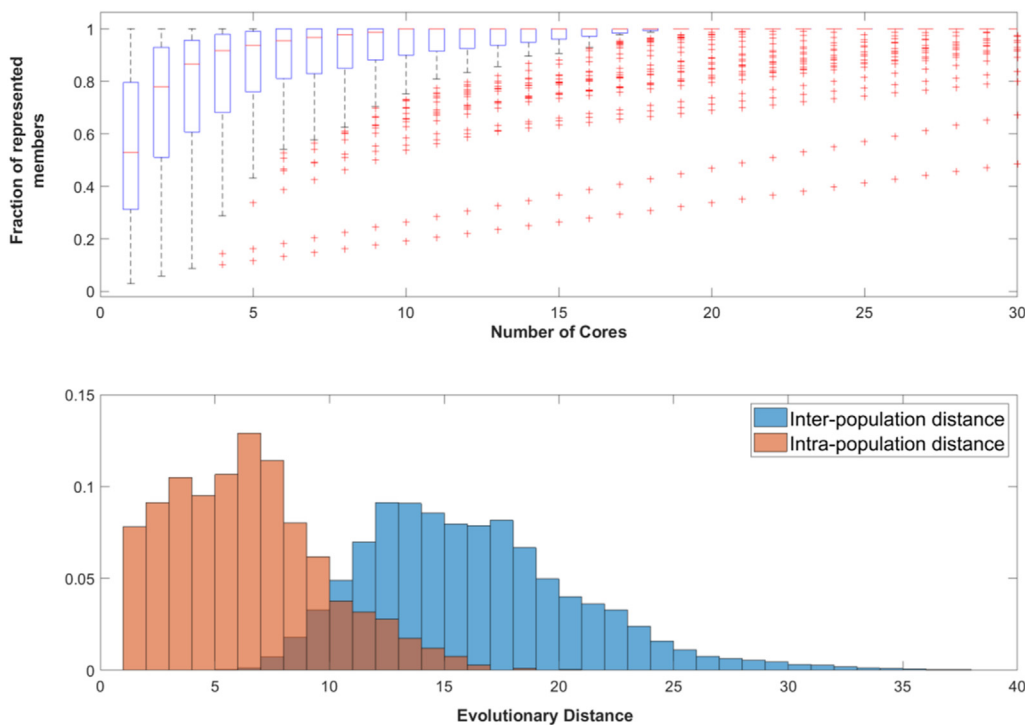 1
0.8
0.6
0.4
0.2
0
Fraction of represented
members
0 5 10 15 20 25 30
Number of Cores
0.15
0.1
0.05
0
Inter-population distance
Intra-population distance
0 5 10 15 20 25 30 35 40
Evolutionary Distance